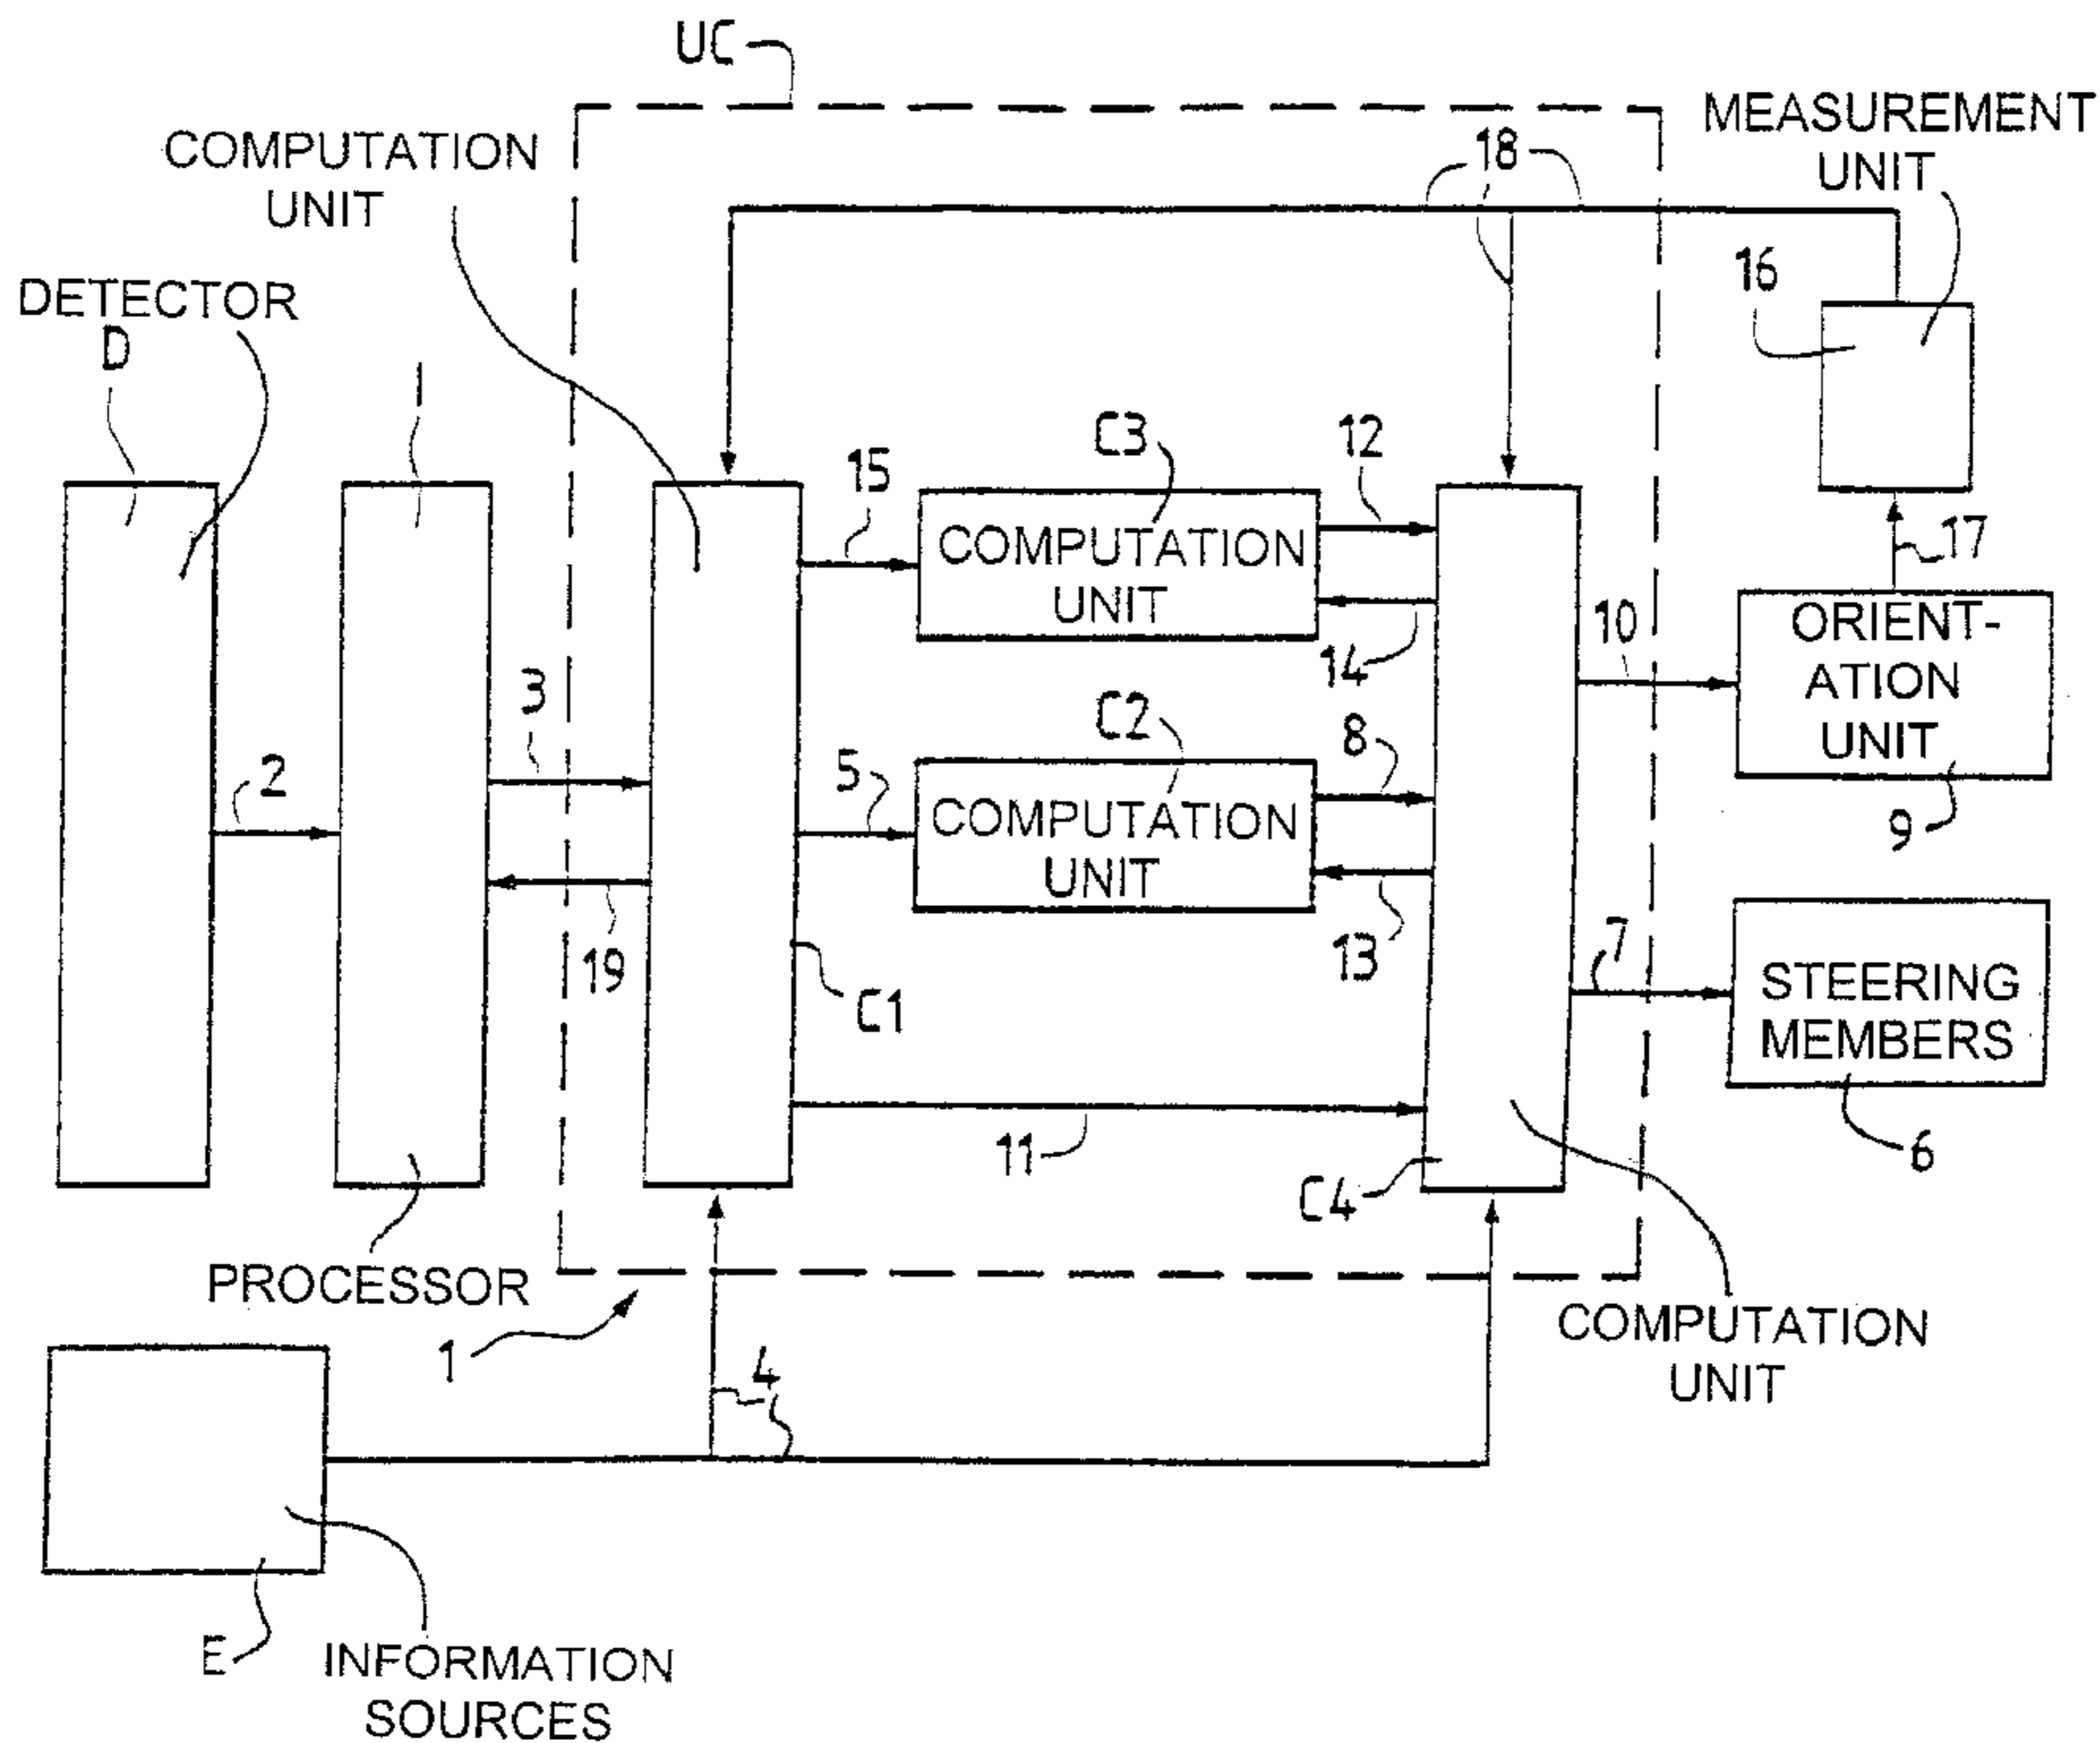 UC
COMPUTATION
UNIT
MEASUREMENT
UNIT
18
16
DETECTOR
D
I
C3
12
15
COMPUTATION
UNIT
17
14
ORIENT-
ATION
UNIT
10
3
C2
8
5
2
COMPUTATION
UNIT
9
13
19
7
C1
STEERING
MEMBERS
11
6
C4
PROCESSOR
1
COMPUTATION
UNIT
4
E
INFORMATION
SOURCES